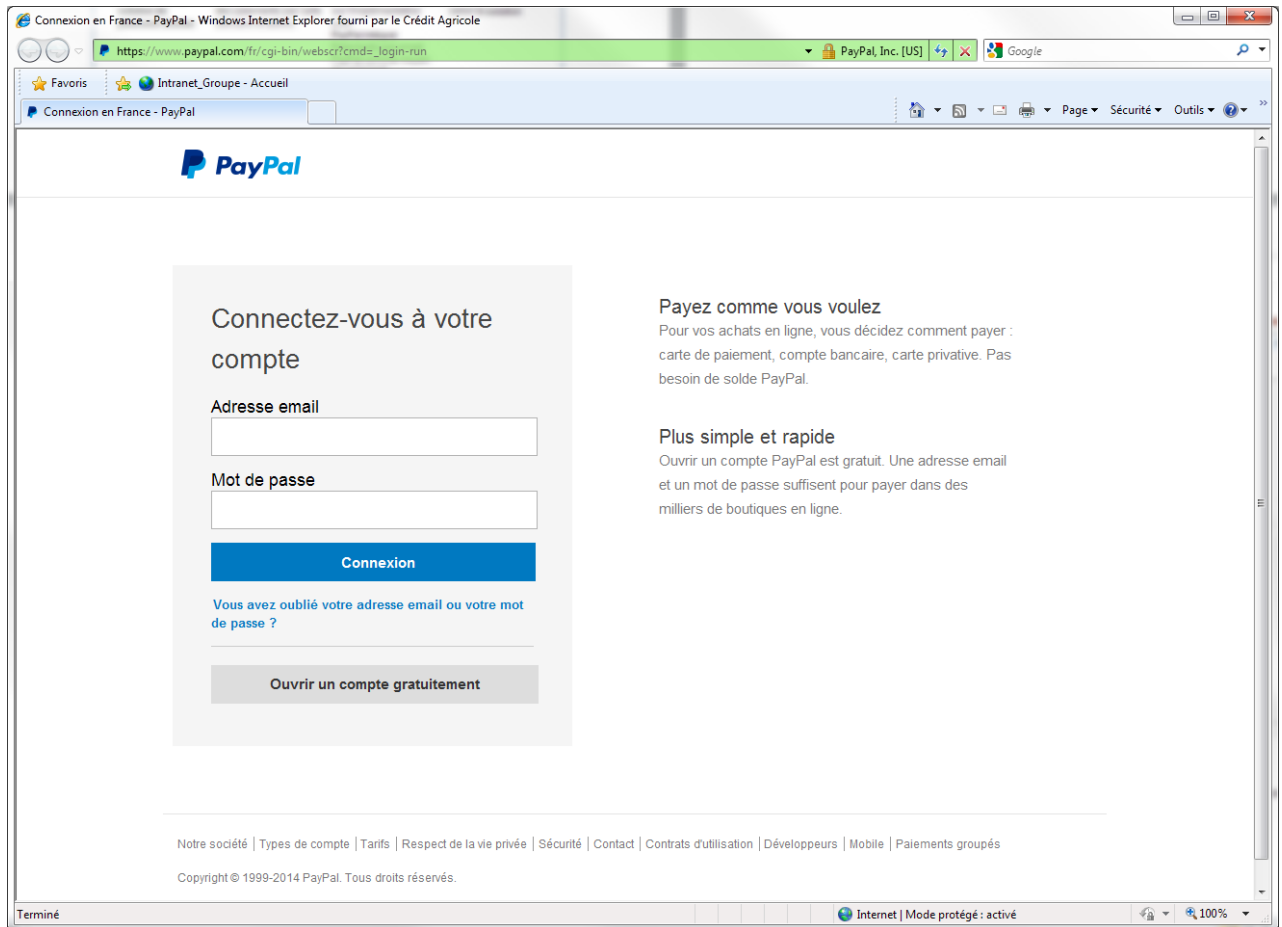 Connexion en France - PayPal - Windows Internet Explorer fourni par le Crédit Agricole
https://www.paypal.com/fr/cgi-bin/webscr?cmd=_login-run
PayPal, Inc. [US]
Google
Favoris
Intranet_Groupe - Accueil
Connexion en France - PayPal
Page
Sécurité
Outils
PayPal
Connectez-vous à votre
compte
Adresse email
Mot de passe
Connexion
Vous avez oublié votre adresse email ou votre mot
de passe ?
Ouvrir un compte gratuitement
Payez comme vous voulez
Pour vos achats en ligne, vous décidez comment payer :
carte de paiement, compte bancaire, carte privative. Pas
besoin de solde PayPal.
Plus simple et rapide
Ouvrir un compte PayPal est gratuit. Une adresse email
et un mot de passe suffisent pour payer dans des
milliers de boutiques en ligne.
Notre société | Types de compte | Tarifs | Respect de la vie privée | Sécurité | Contact | Contrats d'utilisation | Développeurs | Mobile | Paiements groupés
Copyright © 1999-2014 PayPal. Tous droits réservés.
Terminé
Internet | Mode protégé : activé
100%